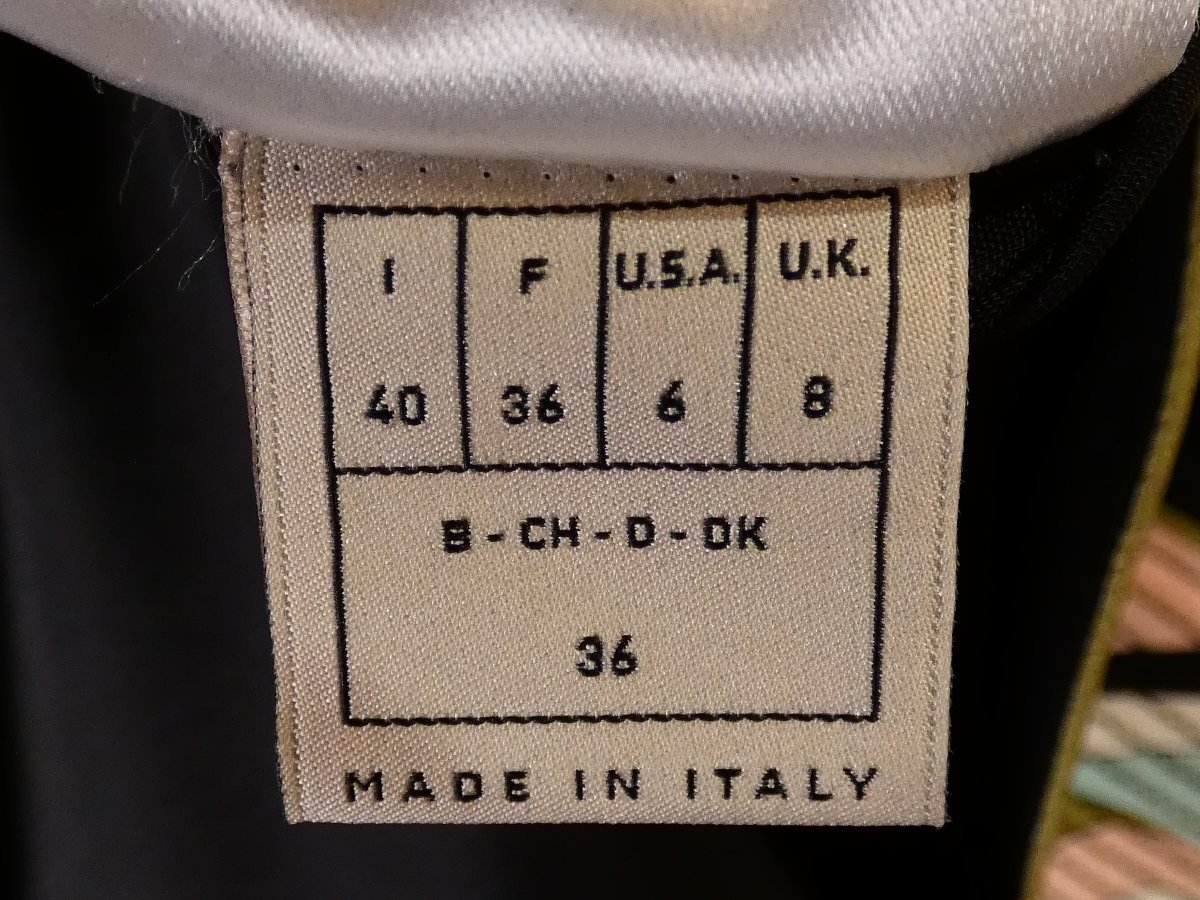 I F U.S.A. U.K.
40 36 6 8
B - CH - D - DK
36
MADE IN ITALY